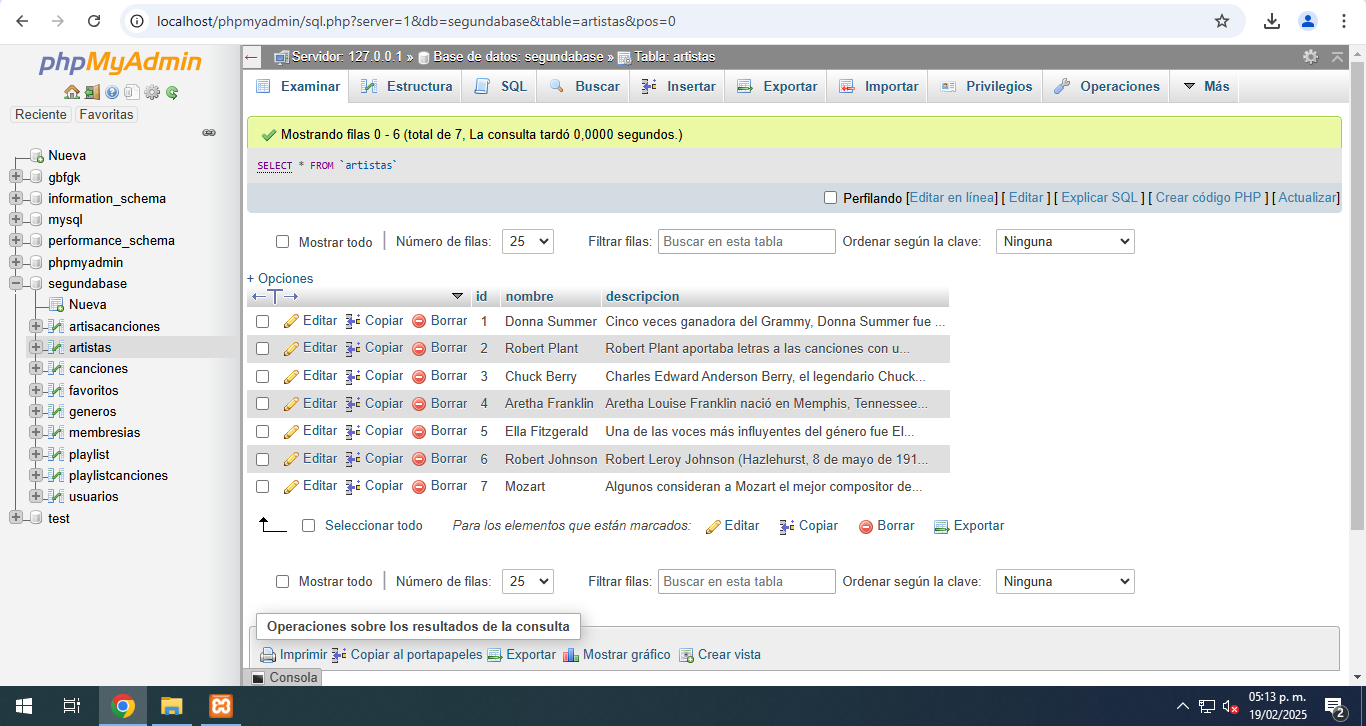 localhost/phpmyadmin/sql.php?server=1&db=segundabase&table=artistas&pos=0
phpMyAdmin
Reciente Favoritas
Nueva
gbfgk
information_schema
mysql
performance_schema
phpmyadmin
segundabase
Nueva
artisacanciones
artistas
canciones
favoritos
generos
membresias
playlist
playlistcanciones
usuarios
test
Servidor: 127.0.0.1 » Base de datos: segundabase » Tabla: artistas
Examinar Estructura SQL Buscar Insertar Exportar Importar Privilegios Operaciones Más
Mostrando filas 0 - 6 (total de 7, La consulta tardó 0,0000 segundos.)
SELECT * FROM `artistas`
Perfilando [Editar en línea] [ Editar ] [ Explicar SQL ] [ Crear código PHP ] [ Actualizar]
Mostrar todo Número de filas: 25 Filtrar filas: Buscar en esta tabla Ordenar según la clave: Ninguna
+ Opciones
←T→ id nombre descripcion
Editar Copiar Borrar 1 Donna Summer Cinco veces ganadora del Grammy, Donna Summer fue ...
Editar Copiar Borrar 2 Robert Plant Robert Plant aportaba letras a las canciones con u...
Editar Copiar Borrar 3 Chuck Berry Charles Edward Anderson Berry, el legendario Chuck...
Editar Copiar Borrar 4 Aretha Franklin Aretha Louise Franklin nació en Memphis, Tennessee...
Editar Copiar Borrar 5 Ella Fitzgerald Una de las voces más influyentes del género fue El...
Editar Copiar Borrar 6 Robert Johnson Robert Leroy Johnson (Hazlehurst, 8 de mayo de 191...
Editar Copiar Borrar 7 Mozart Algunos consideran a Mozart el mejor compositor de...
Seleccionar todo Para los elementos que están marcados: Editar Copiar Borrar Exportar
Mostrar todo Número de filas: 25 Filtrar filas: Buscar en esta tabla Ordenar según la clave: Ninguna
Operaciones sobre los resultados de la consulta
Imprimir Copiar al portapapeles Exportar Mostrar gráfico Crear vista
Consola
05:13 p. m.
19/02/2025
2